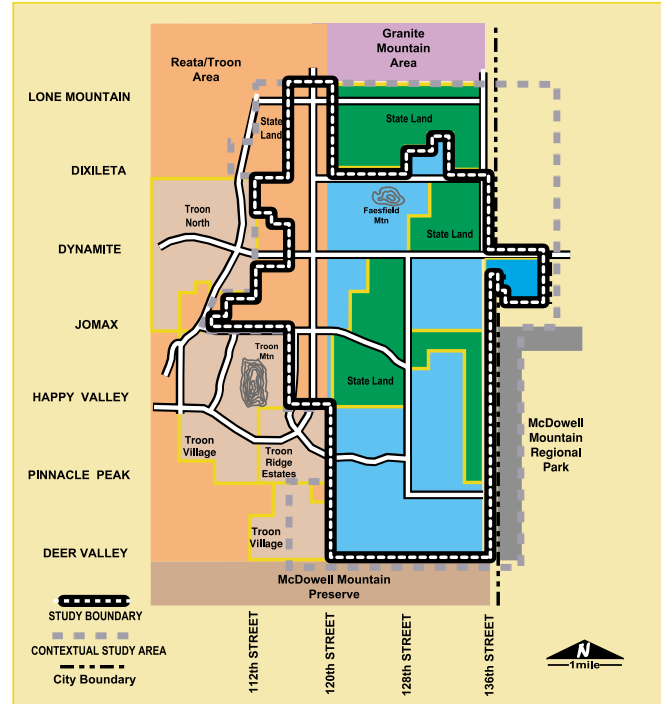 Granite
Mountain
Area
Reata/Troon
Area
LONE MOUNTAIN
State
Land
State Land
DIXILETA
Troon
North
Faesfield
Mtn
State
Land
DYNAMITE
JOMAX
Troon
Mtn
State Land
HAPPY VALLEY
McDowell
Mountain
Regional
Park
Troon
Village
Troon
Ridge
Estates
PINNACLE PEAK
Troon
Village
DEER VALLEY
McDowell Mountain
Preserve
STUDY BOUNDARY
CONTEXTUAL STUDY AREA
City Boundary
112th STREET
120th STREET
128th STREET
136th STREET
N
1mile